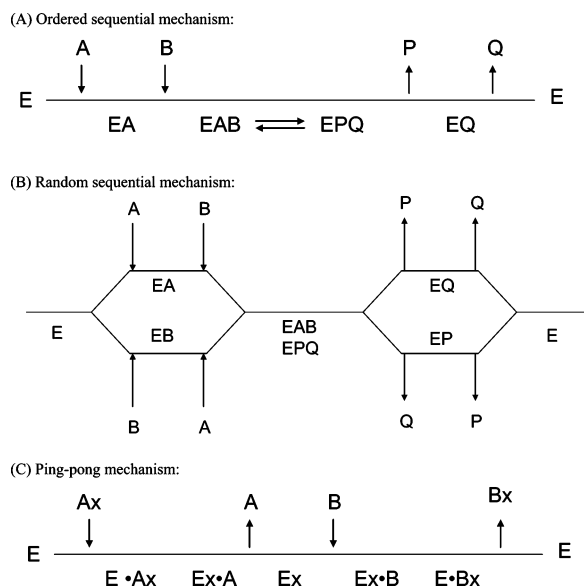 (A) Ordered sequential mechanism:
A B P Q
E E
EA EAB EPQ EQ
(B) Random sequential mechanism:
A B P Q
EA EQ
E EAB E
EPQ
EB EP
B A Q P
(C) Ping-pong mechanism:
Ax A B Bx
E E
E •Ax Ex•A Ex Ex•B E•Bx